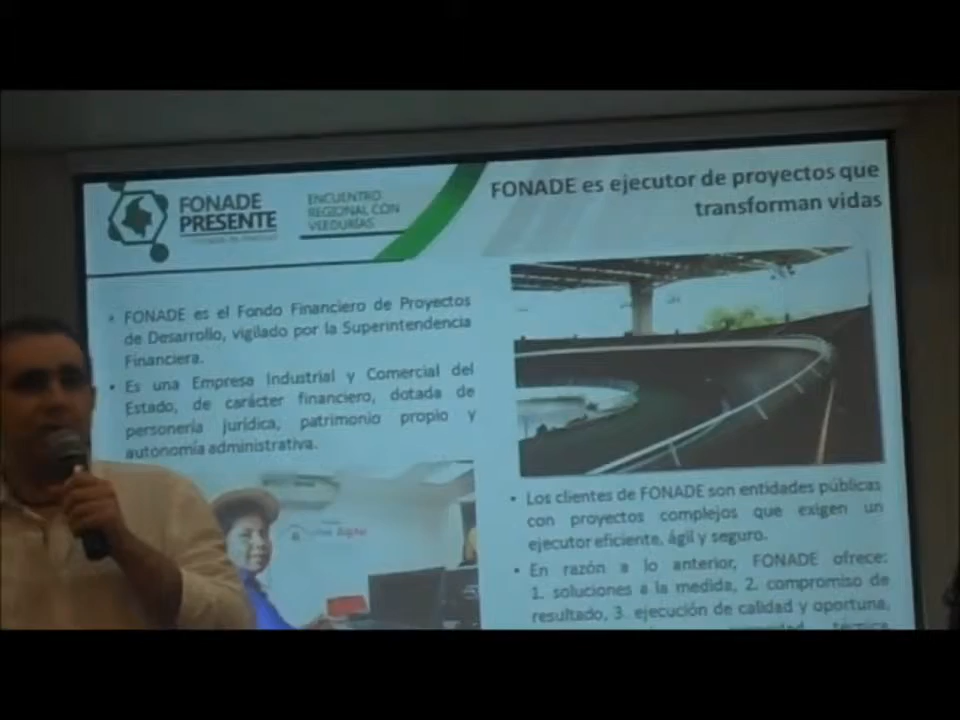 FONADE
PRESENTE
ENCUENTRO
REGIONAL CON
VEEDURÍAS
FONADE es ejecutor de proyectos que
transforman vidas
• FONADE es el Fondo Financiero de Proyectos
de Desarrollo, vigilado por la Superintendencia
Financiera.
• Es una Empresa Industrial y Comercial del
Estado, de carácter financiero, dotada de
personería jurídica, patrimonio propio y
autonomía administrativa.
• Los clientes de FONADE son entidades públicas
con proyectos complejos que exigen un
ejecutor eficiente, ágil y seguro.
• En razón a lo anterior, FONADE ofrece:
1. soluciones a la medida, 2. compromiso de
resultado, 3. ejecución de calidad y oportuna,